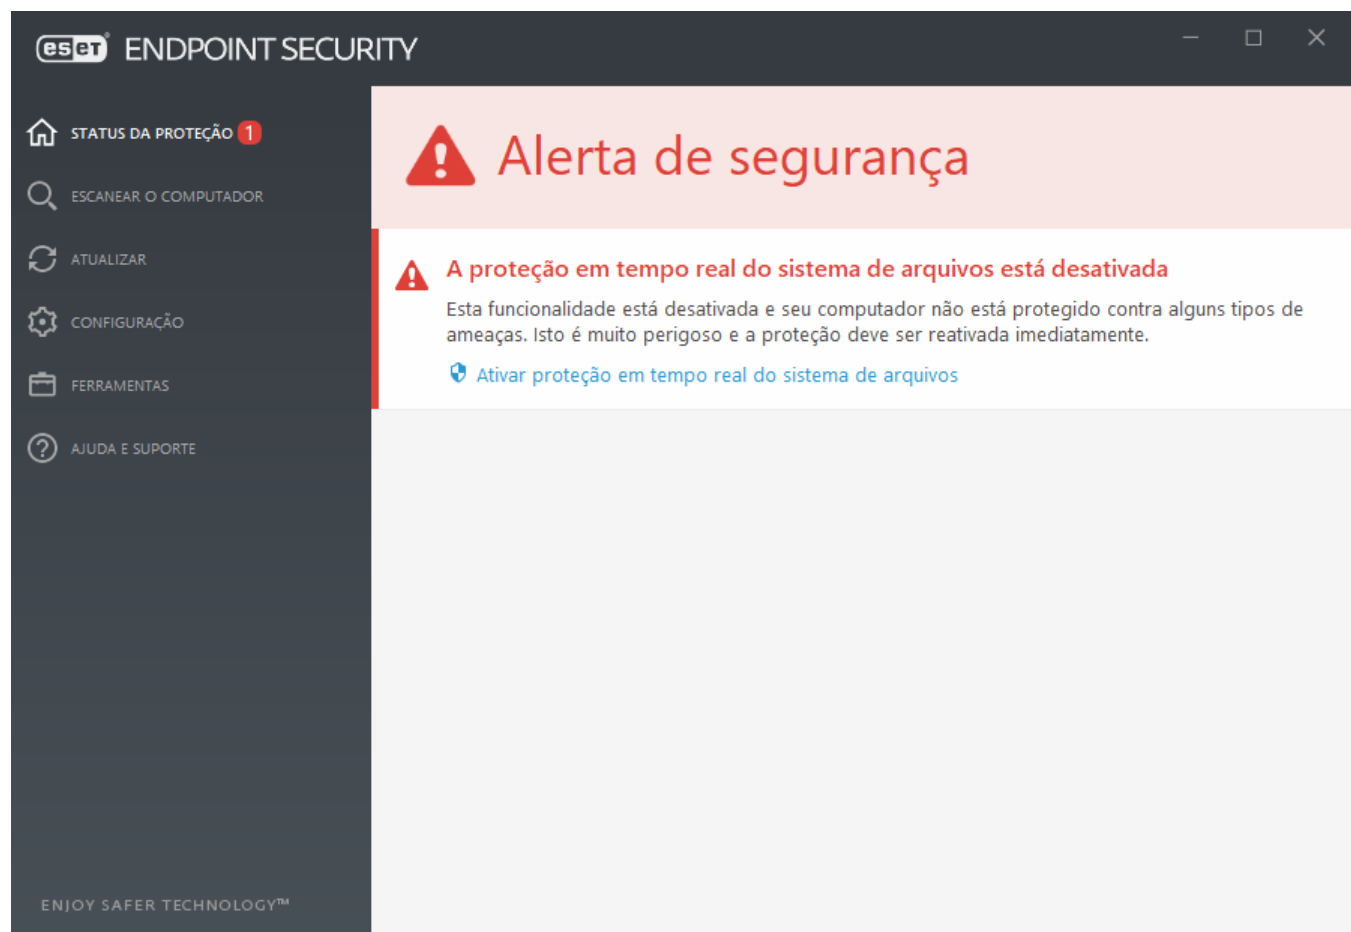 eset® ENDPOINT SECURITY
STATUS DA PROTEÇÃO 1
ESCANEAR O COMPUTADOR
ATUALIZAR
CONFIGURAÇÃO
FERRAMENTAS
AJUDA E SUPORTE
ENJOY SAFER TECHNOLOGY™
Alerta de segurança
A proteção em tempo real do sistema de arquivos está desativada
Esta funcionalidade está desativada e seu computador não está protegido contra alguns tipos de
ameaças. Isto é muito perigoso e a proteção deve ser reativada imediatamente.
Ativar proteção em tempo real do sistema de arquivos